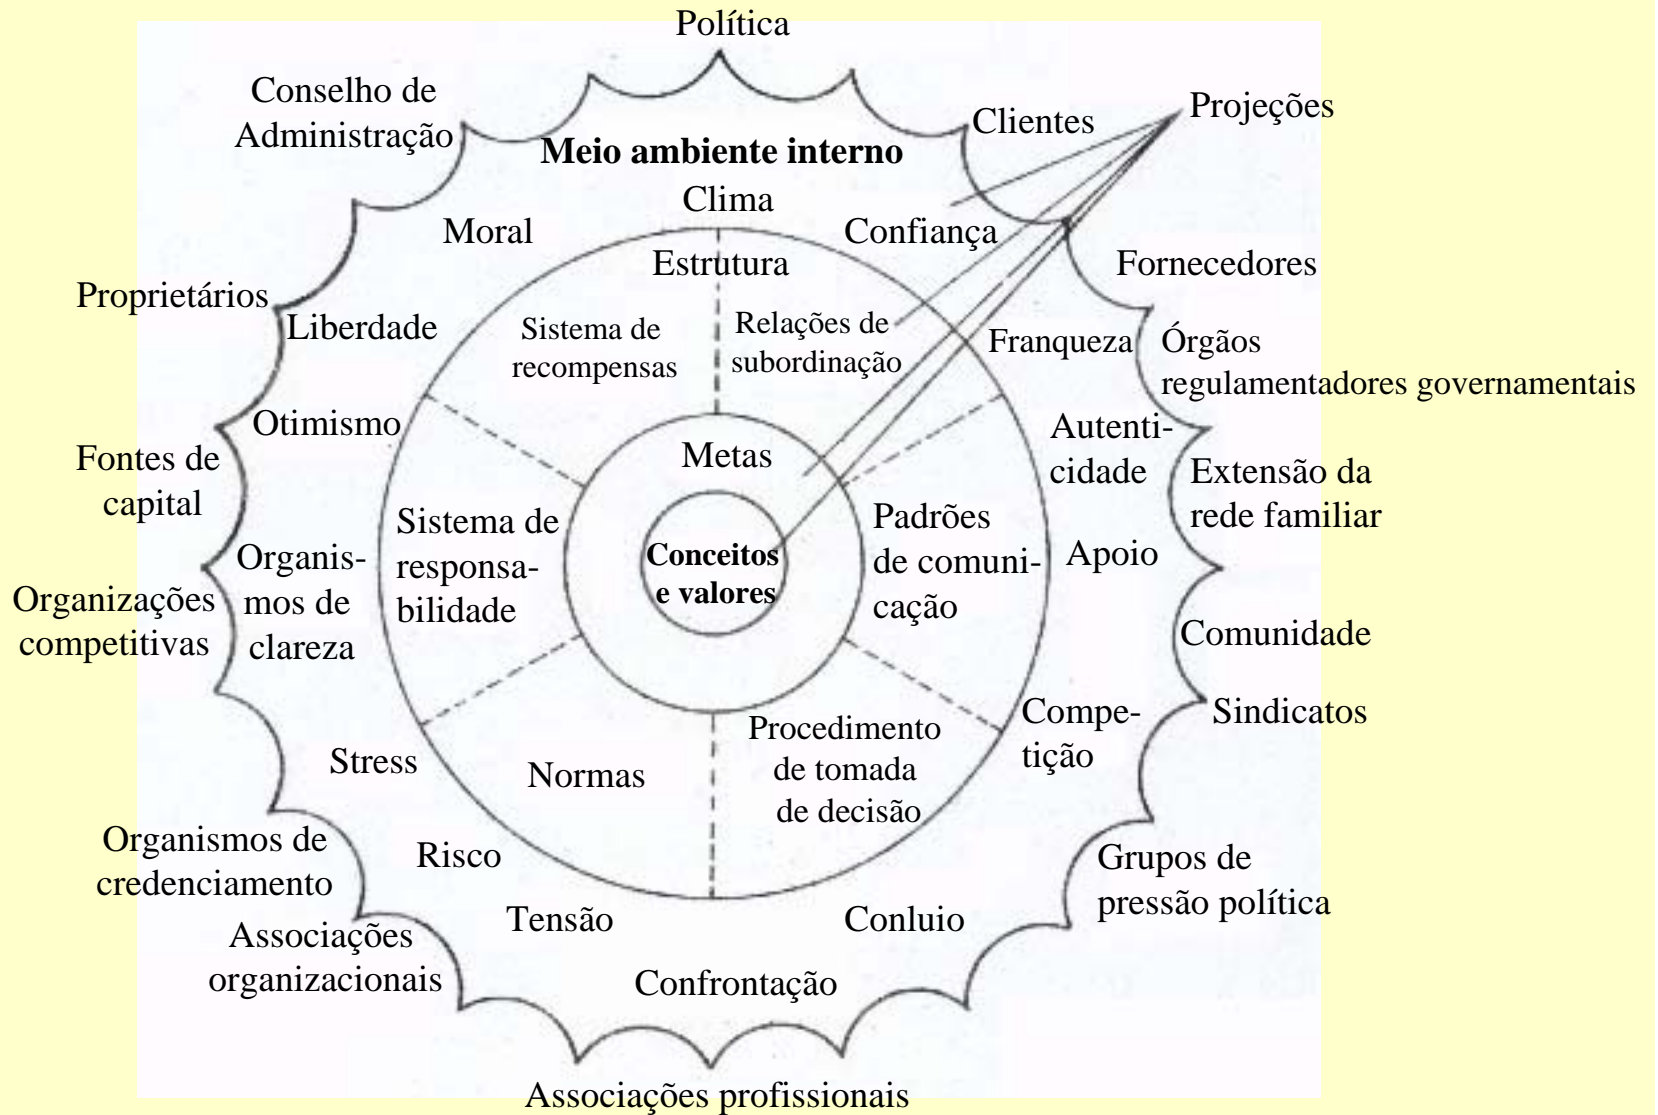 Política
Conselho de
Administração
Clientes
Projeções
Meio ambiente interno
Clima
Moral
Confiança
Estrutura
Fornecedores
Proprietários
Liberdade
Sistema de
recompensas
Relações de
subordinação
Franqueza
Órgãos
regulamentadores governamentais
Otimismo
Metas
Autenti-
cidade
Fontes de
capital
Extensão da
rede familiar
Sistema de
responsa-
bilidade
Conceitos
e valores
Padrões
de comuni-
cação
Apoio
Organis-
mos de
clareza
Organizações
competitivas
Comunidade
Sindicatos
Compe-
tição
Stress
Normas
Procedimento
de tomada
de decisão
Organismos de
credenciamento
Risco
Grupos de
pressão política
Associações
organizacionais
Tensão
Conluio
Confrontação
Associações profissionais